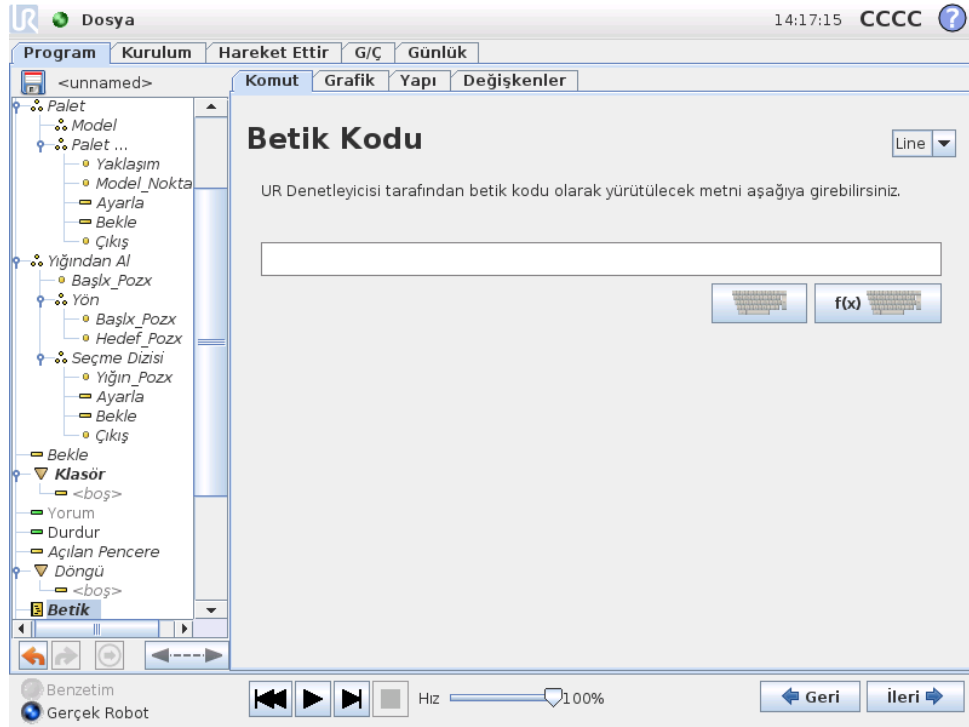 UR Dosya 14:17:15 CCCC ?
Program Kurulum Hareket Ettir G/Ç Günlük
<unnamed>
Komut Grafik Yapı Değişkenler
Palet
Model
Palet ...
Yaklaşım
Model_Nokta
Ayarla
Bekle
Çıkış
Yığından Al
Başlx_Pozx
Yön
Başlx_Pozx
Hedef_Pozx
Seçme Dizisi
Yığın_Pozx
Ayarla
Bekle
Çıkış
Bekle
Klasör
<boş>
Yorum
Durdur
Açılan Pencere
Döngü
<boş>
Betik
Betik Kodu
Line
UR Denetleyicisi tarafından betik kodu olarak yürütülecek metni aşağıya girebilirsiniz.
f(x)
Benzetim
Gerçek Robot
Hız 100%
Geri İleri